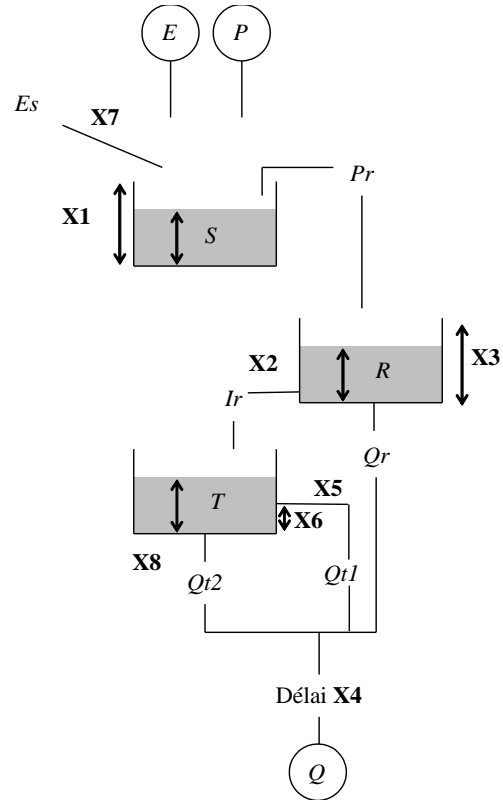 E P
Es X7
Pr
X1 S
X2 R X3
Ir
Qr
T X5
X6
X8 Qt2 Qt1
Délai X4
Q